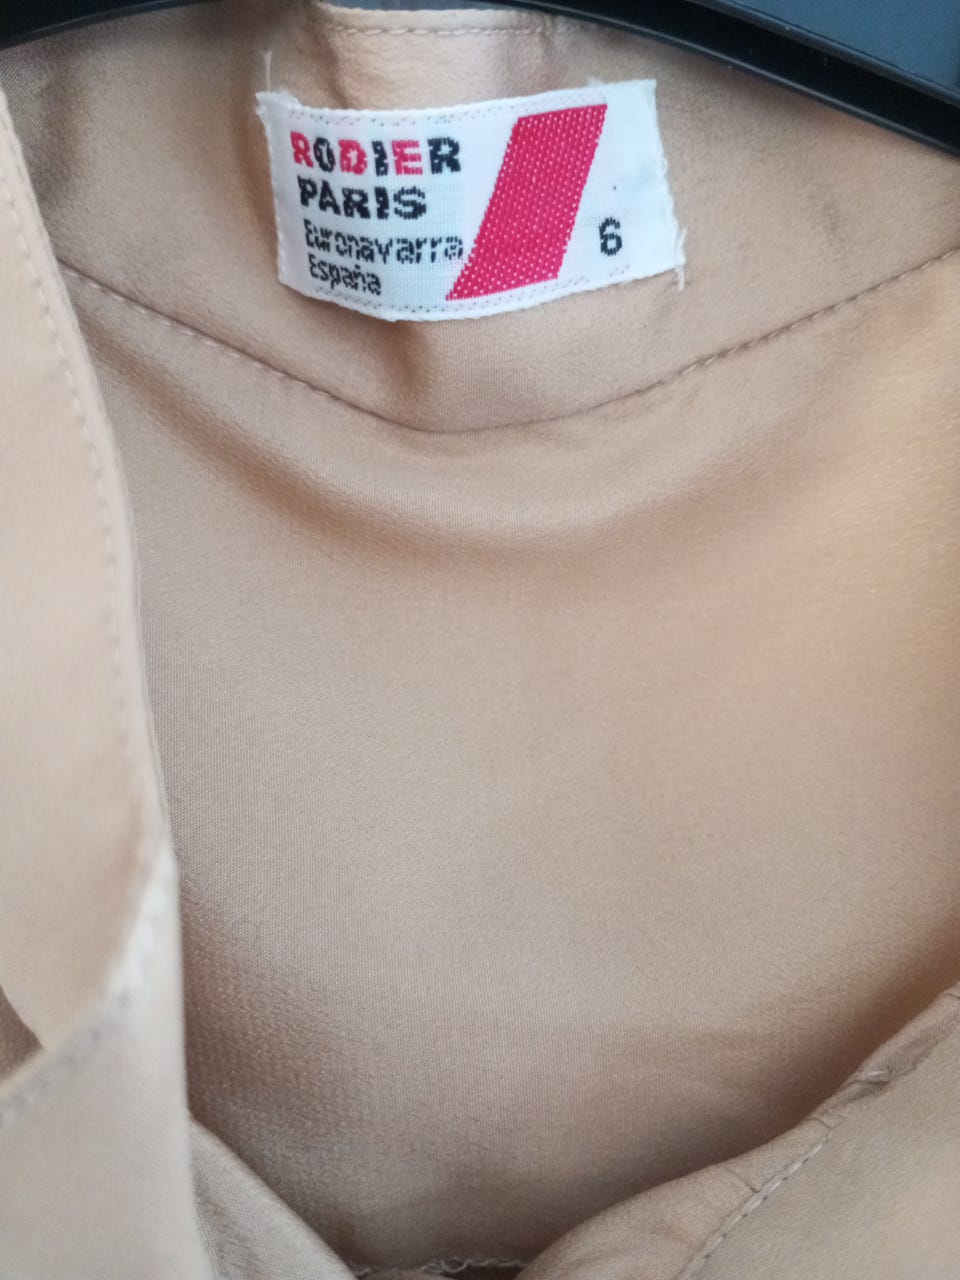 RODIER
PARIS
Euronavarra
España
6